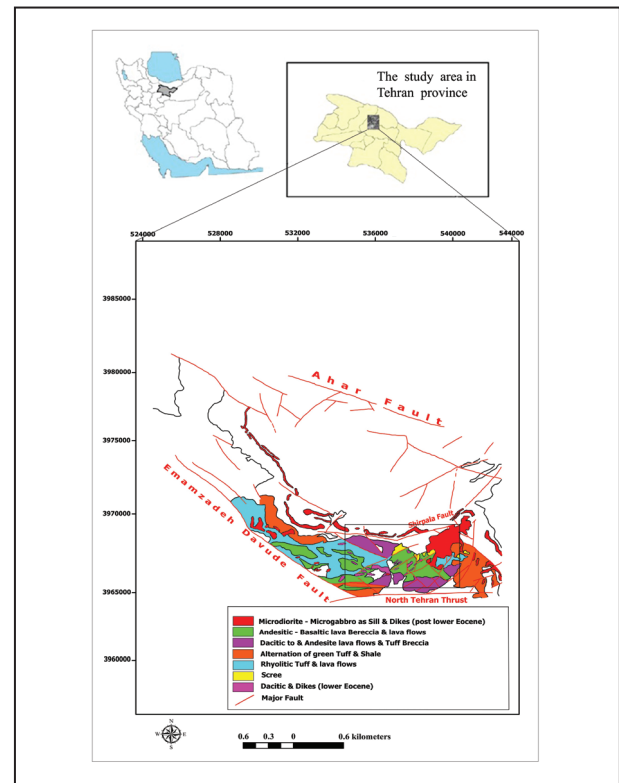 The study area in
Tehran province
524000 528000 532000 536000 540000 544000
3985000
3980000
3975000
3970000
3965000
3960000
Ahar Fault
Emamzadeh Davude Fault
Shirpala Fault
North Tehran Thrust
Microdiorite - Microgabbro as Sill & Dikes (post lower Eocene)
Andesitic - Basaltic lava Bereccia & lava flows
Dacitic to & Andesite lava flows & Tuff Breccia
Alternation of green Tuff & Shale
Rhyolitic Tuff & lava flows
Scree
Dacitic & Dikes (lower Eocene)
Major Fault
N
W E
S
0.6 0.3 0 0.6 kilometers